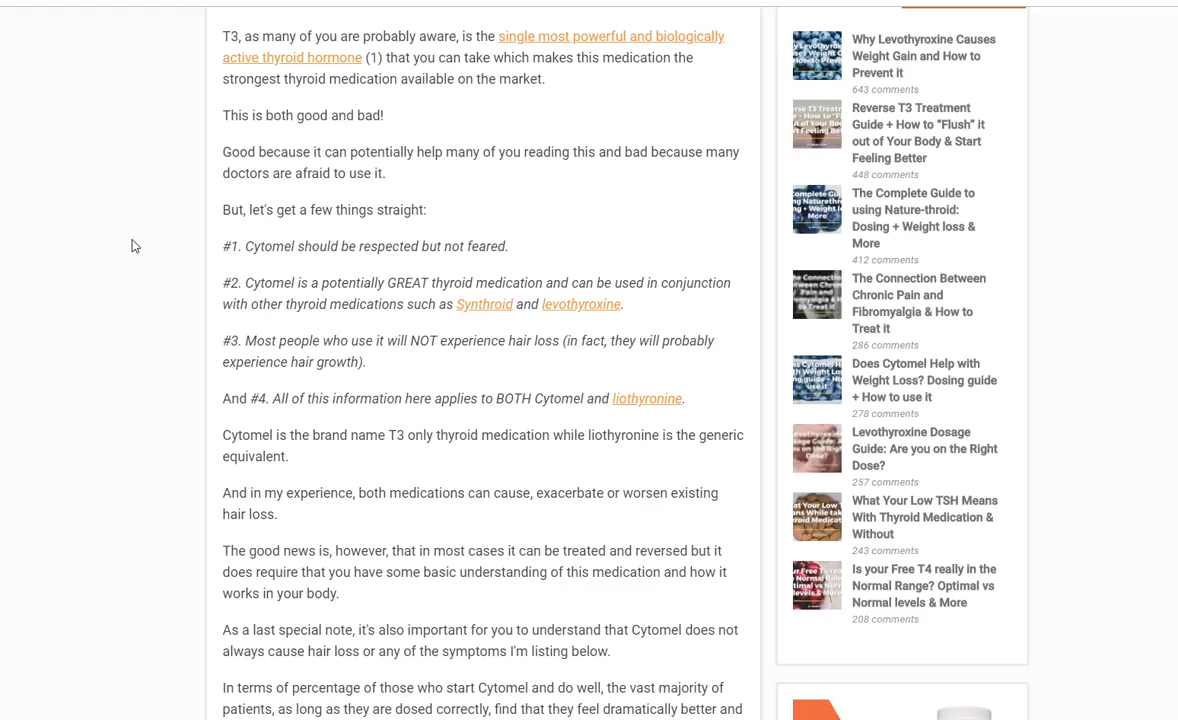 T3, as many of you are probably aware, is the single most powerful and biologically
active thyroid hormone (1) that you can take which makes this medication the
strongest thyroid medication available on the market.
This is both good and bad!
Good because it can potentially help many of you reading this and bad because many
doctors are afraid to use it.
But, let's get a few things straight:
#1. Cytomel should be respected but not feared.
#2. Cytomel is a potentially GREAT thyroid medication and can be used in conjunction
with other thyroid medications such as Synthroid and levothyroxine.
#3. Most people who use it will NOT experience hair loss (in fact, they will probably
experience hair growth).
And #4. All of this information here applies to BOTH Cytomel and liothyronine.
Cytomel is the brand name T3 only thyroid medication while liothyronine is the generic
equivalent.
And in my experience, both medications can cause, exacerbate or worsen existing
hair loss.
The good news is, however, that in most cases it can be treated and reversed but it
does require that you have some basic understanding of this medication and how it
works in your body.
As a last special note, it's also important for you to understand that Cytomel does not
always cause hair loss or any of the symptoms I'm listing below.
In terms of percentage of those who start Cytomel and do well, the vast majority of
patients, as long as they are dosed correctly, find that they feel dramatically better and
Why Levothyroxine Causes
Weight Gain and How to
Prevent it
643 comments
Reverse T3 Treatment
Guide + How to “Flush” it
out of Your Body & Start
Feeling Better
448 comments
The Complete Guide to
using Nature-throid:
Dosing + Weight loss &
More
412 comments
The Connection Between
Chronic Pain and
Fibromyalgia & How to
Treat it
286 comments
Does Cytomel Help with
Weight Loss? Dosing guide
+ How to use it
278 comments
Levothyroxine Dosage
Guide: Are you on the Right
Dose?
257 comments
What Your Low TSH Means
With Thyroid Medication &
Without
243 comments
Is your Free T4 really in the
Normal Range? Optimal vs
Normal levels & More
208 comments